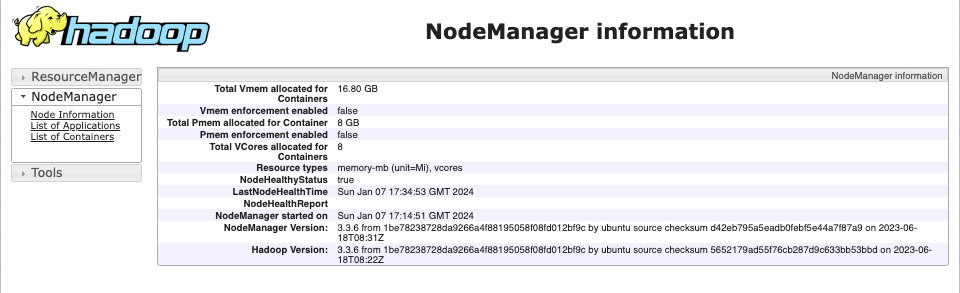 hadoop
NodeManager information
ResourceManager
NodeManager
Node Information
List of Applications
List of Containers
Tools
NodeManager information
Total Vmem allocated for Containers 16.80 GB
Vmem enforcement enabled false
Total Pmem allocated for Container 8 GB
Pmem enforcement enabled false
Total VCores allocated for Containers 8
Resource types memory-mb (unit=Mi), vcores
NodeHealthyStatus true
LastNodeHealthTime Sun Jan 07 17:34:53 GMT 2024
NodeHealthReport
NodeManager started on Sun Jan 07 17:14:51 GMT 2024
NodeManager Version: 3.3.6 from 1be78238728da9266a4f88195058f08fd012bf9c by ubuntu source checksum d42eb795a5eadb0febf5e44a7f87a9 on 2023-06-
18T08:31Z
Hadoop Version: 3.3.6 from 1be78238728da9266a4f88195058f08fd012bf9c by ubuntu source checksum 5652179ad55f76cb287d9c633bb53bbd on 2023-06-
18T08:22Z